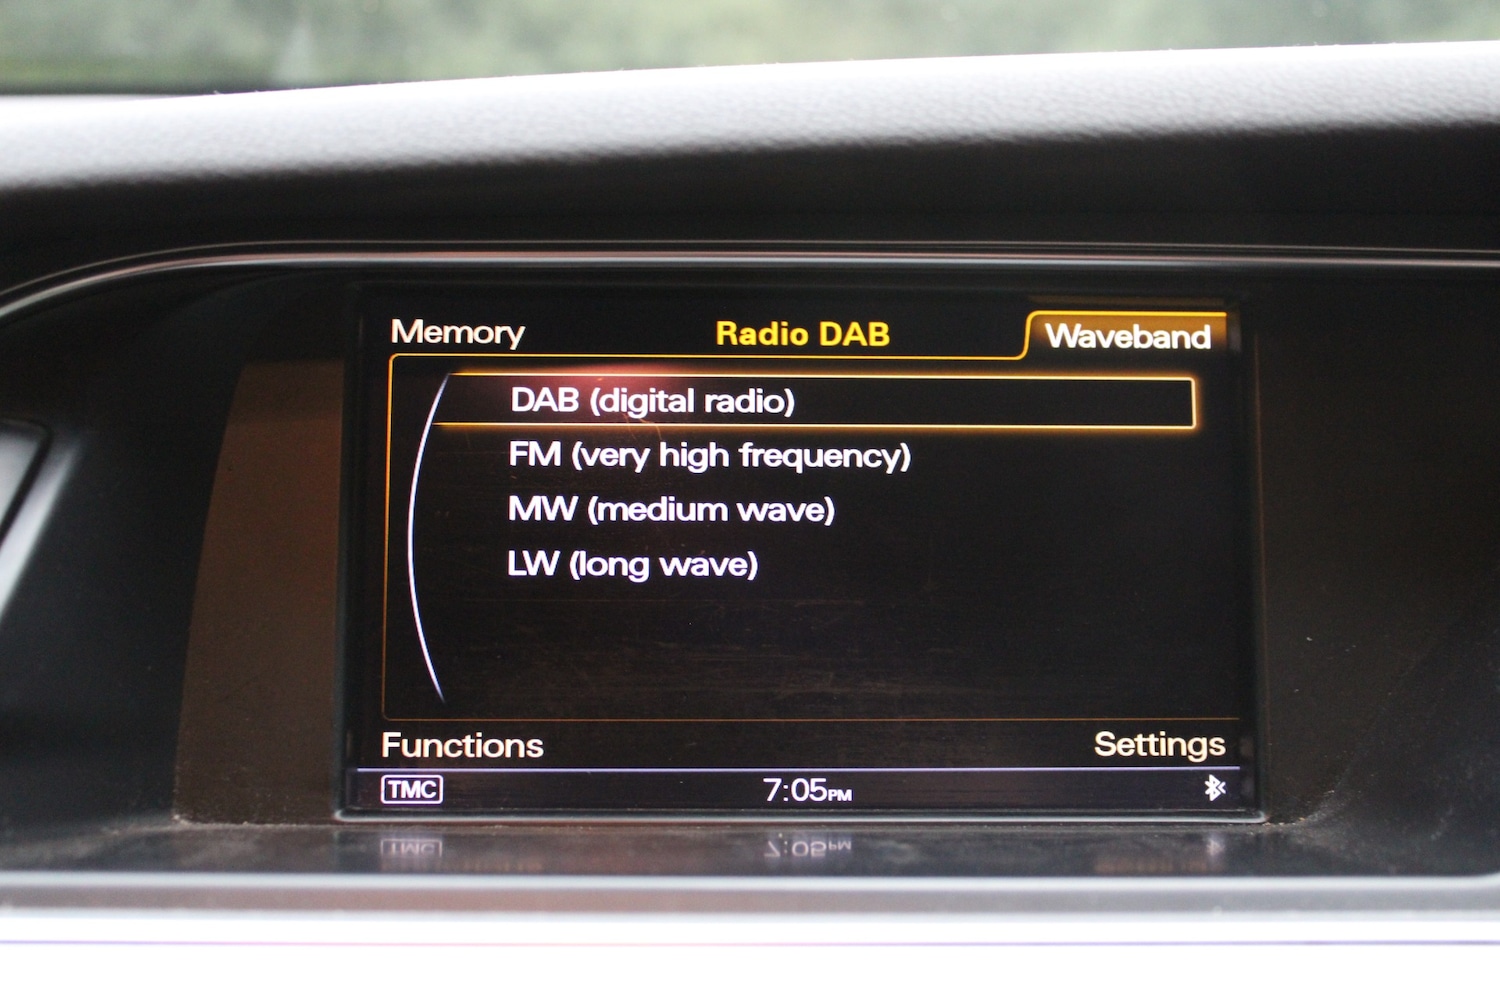 Memory Radio DAB Waveband
DAB (digital radio)
FM (very high frequency)
MW (medium wave)
LW (long wave)
Functions Settings
TMC 7:05PM